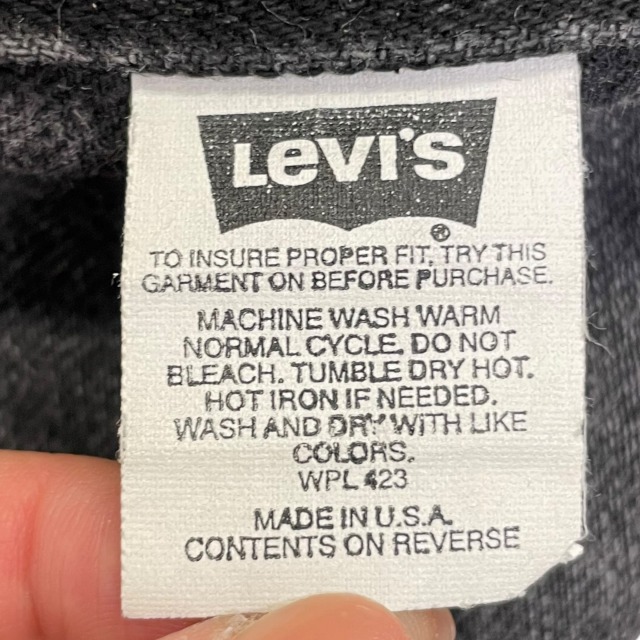 LEVI'S
®
TO INSURE PROPER FIT, TRY THIS
GARMENT ON BEFORE PURCHASE.
MACHINE WASH WARM
NORMAL CYCLE. DO NOT
BLEACH. TUMBLE DRY HOT.
HOT IRON IF NEEDED.
WASH AND DRY WITH LIKE
COLORS.
WPL 423
MADE IN U.S.A.
CONTENTS ON REVERSE